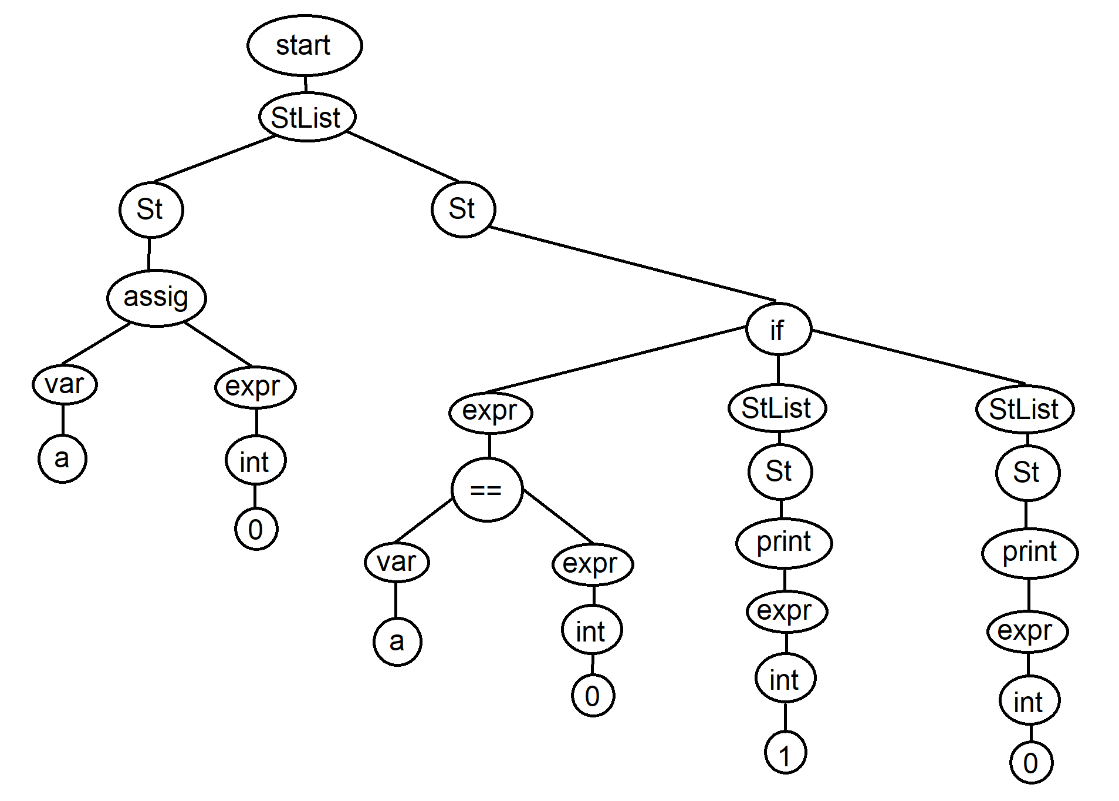 start
StList
St St
assig
if
var expr expr StList StList
a int == St St
0 print print
var expr
a int expr expr
0 int int
1 0